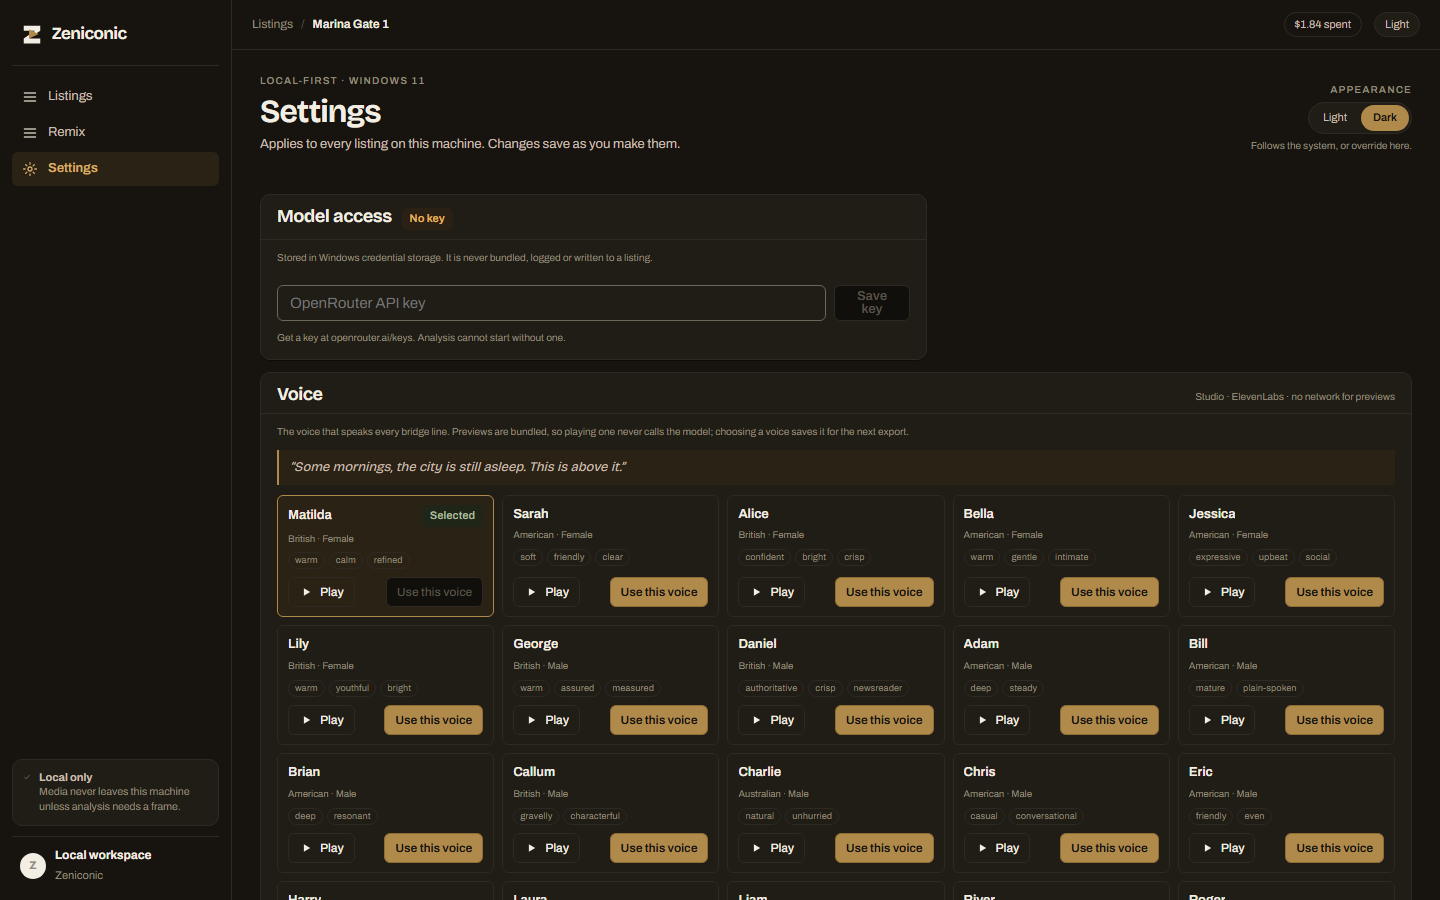 Zeniconic
Listings
Remix
Settings
Local only
Media never leaves this machine
unless analysis needs a frame.
Z
Local workspace
Zeniconic
Listings / Marina Gate 1
$1.84 spent
Light
LOCAL-FIRST · WINDOWS 11
Settings
Applies to every listing on this machine. Changes save as you make them.
APPEARANCE
Light Dark
Follows the system, or override here.
Model access No key
Stored in Windows credential storage. It is never bundled, logged or written to a listing.
OpenRouter API key
Save
key
Get a key at openrouter.ai/keys. Analysis cannot start without one.
Voice
Studio · ElevenLabs · no network for previews
The voice that speaks every bridge line. Previews are bundled, so playing one never calls the model; choosing a voice saves it for the next export.
"Some mornings, the city is still asleep. This is above it."
Matilda Selected
British · Female
warm calm refined
Play Use this voice
Sarah
American · Female
soft friendly clear
Play Use this voice
Alice
British · Female
confident bright crisp
Play Use this voice
Bella
American · Female
warm gentle intimate
Play Use this voice
Jessica
American · Female
expressive upbeat social
Play Use this voice
Lily
British · Female
warm youthful bright
Play Use this voice
George
British · Male
warm assured measured
Play Use this voice
Daniel
British · Male
authoritative crisp newsreader
Play Use this voice
Adam
American · Male
deep steady
Play Use this voice
Bill
American · Male
mature plain-spoken
Play Use this voice
Brian
American · Male
deep resonant
Play Use this voice
Callum
British · Male
gravelly characterful
Play Use this voice
Charlie
Australian · Male
natural unhurried
Play Use this voice
Chris
American · Male
casual conversational
Play Use this voice
Eric
American · Male
friendly even
Play Use this voice
Harry
Laura
Liam
River
Roger